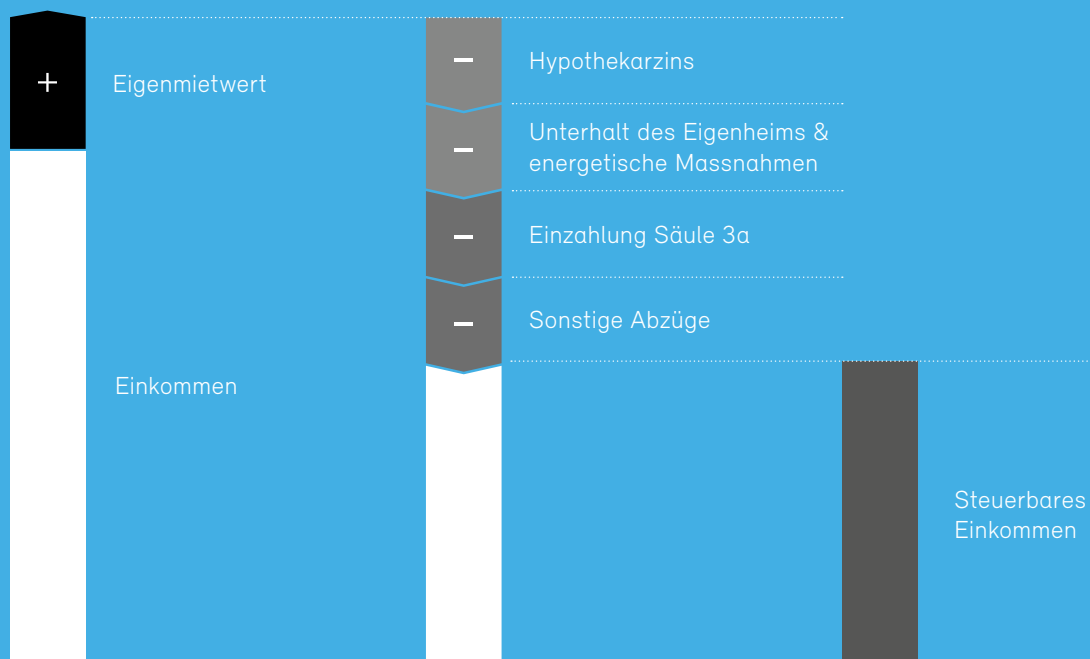 +
Eigenmietwert
Einkommen
–
Hypothekarzins
–
Unterhalt des Eigenheims &
energetische Massnahmen
–
Einzahlung Säule 3a
–
Sonstige Abzüge
Steuerbares
Einkommen